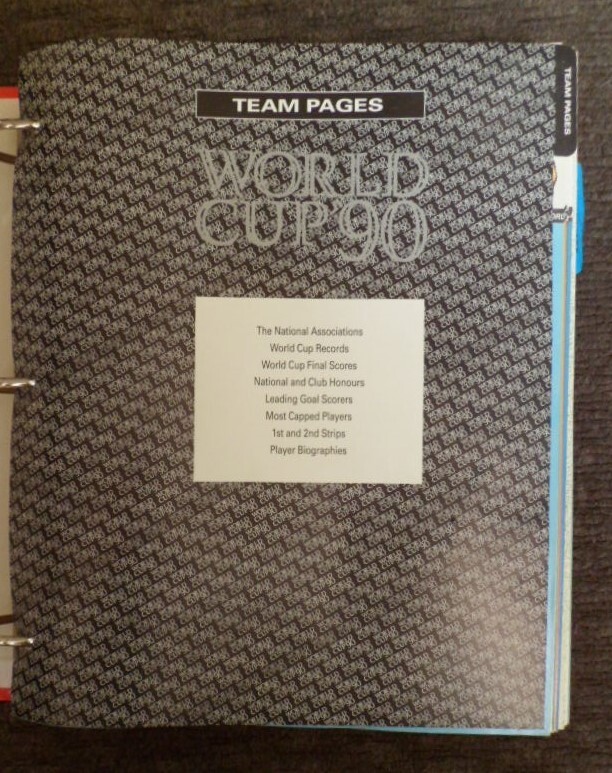 TEAM PAGES
TEAM PAGES
WORLD
CUP '90
The National Associations
World Cup Records
World Cup Final Scores
National and Club Honours
Leading Goal Scorers
Most Capped Players
1st and 2nd Strips
Player Biographies